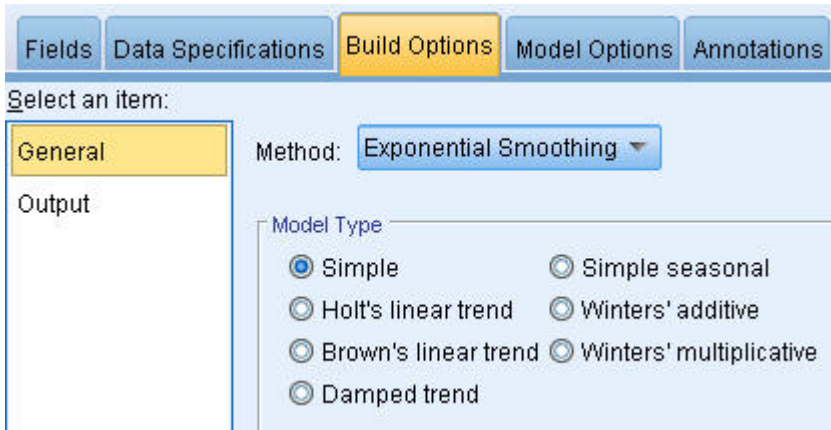 Fields Data Specifications Build Options Model Options Annotations
Select an item:
General
Output
Method: Exponential Smoothing
Model Type
Simple
Simple seasonal
Holt's linear trend
Winters' additive
Brown's linear trend
Winters' multiplicative
Damped trend